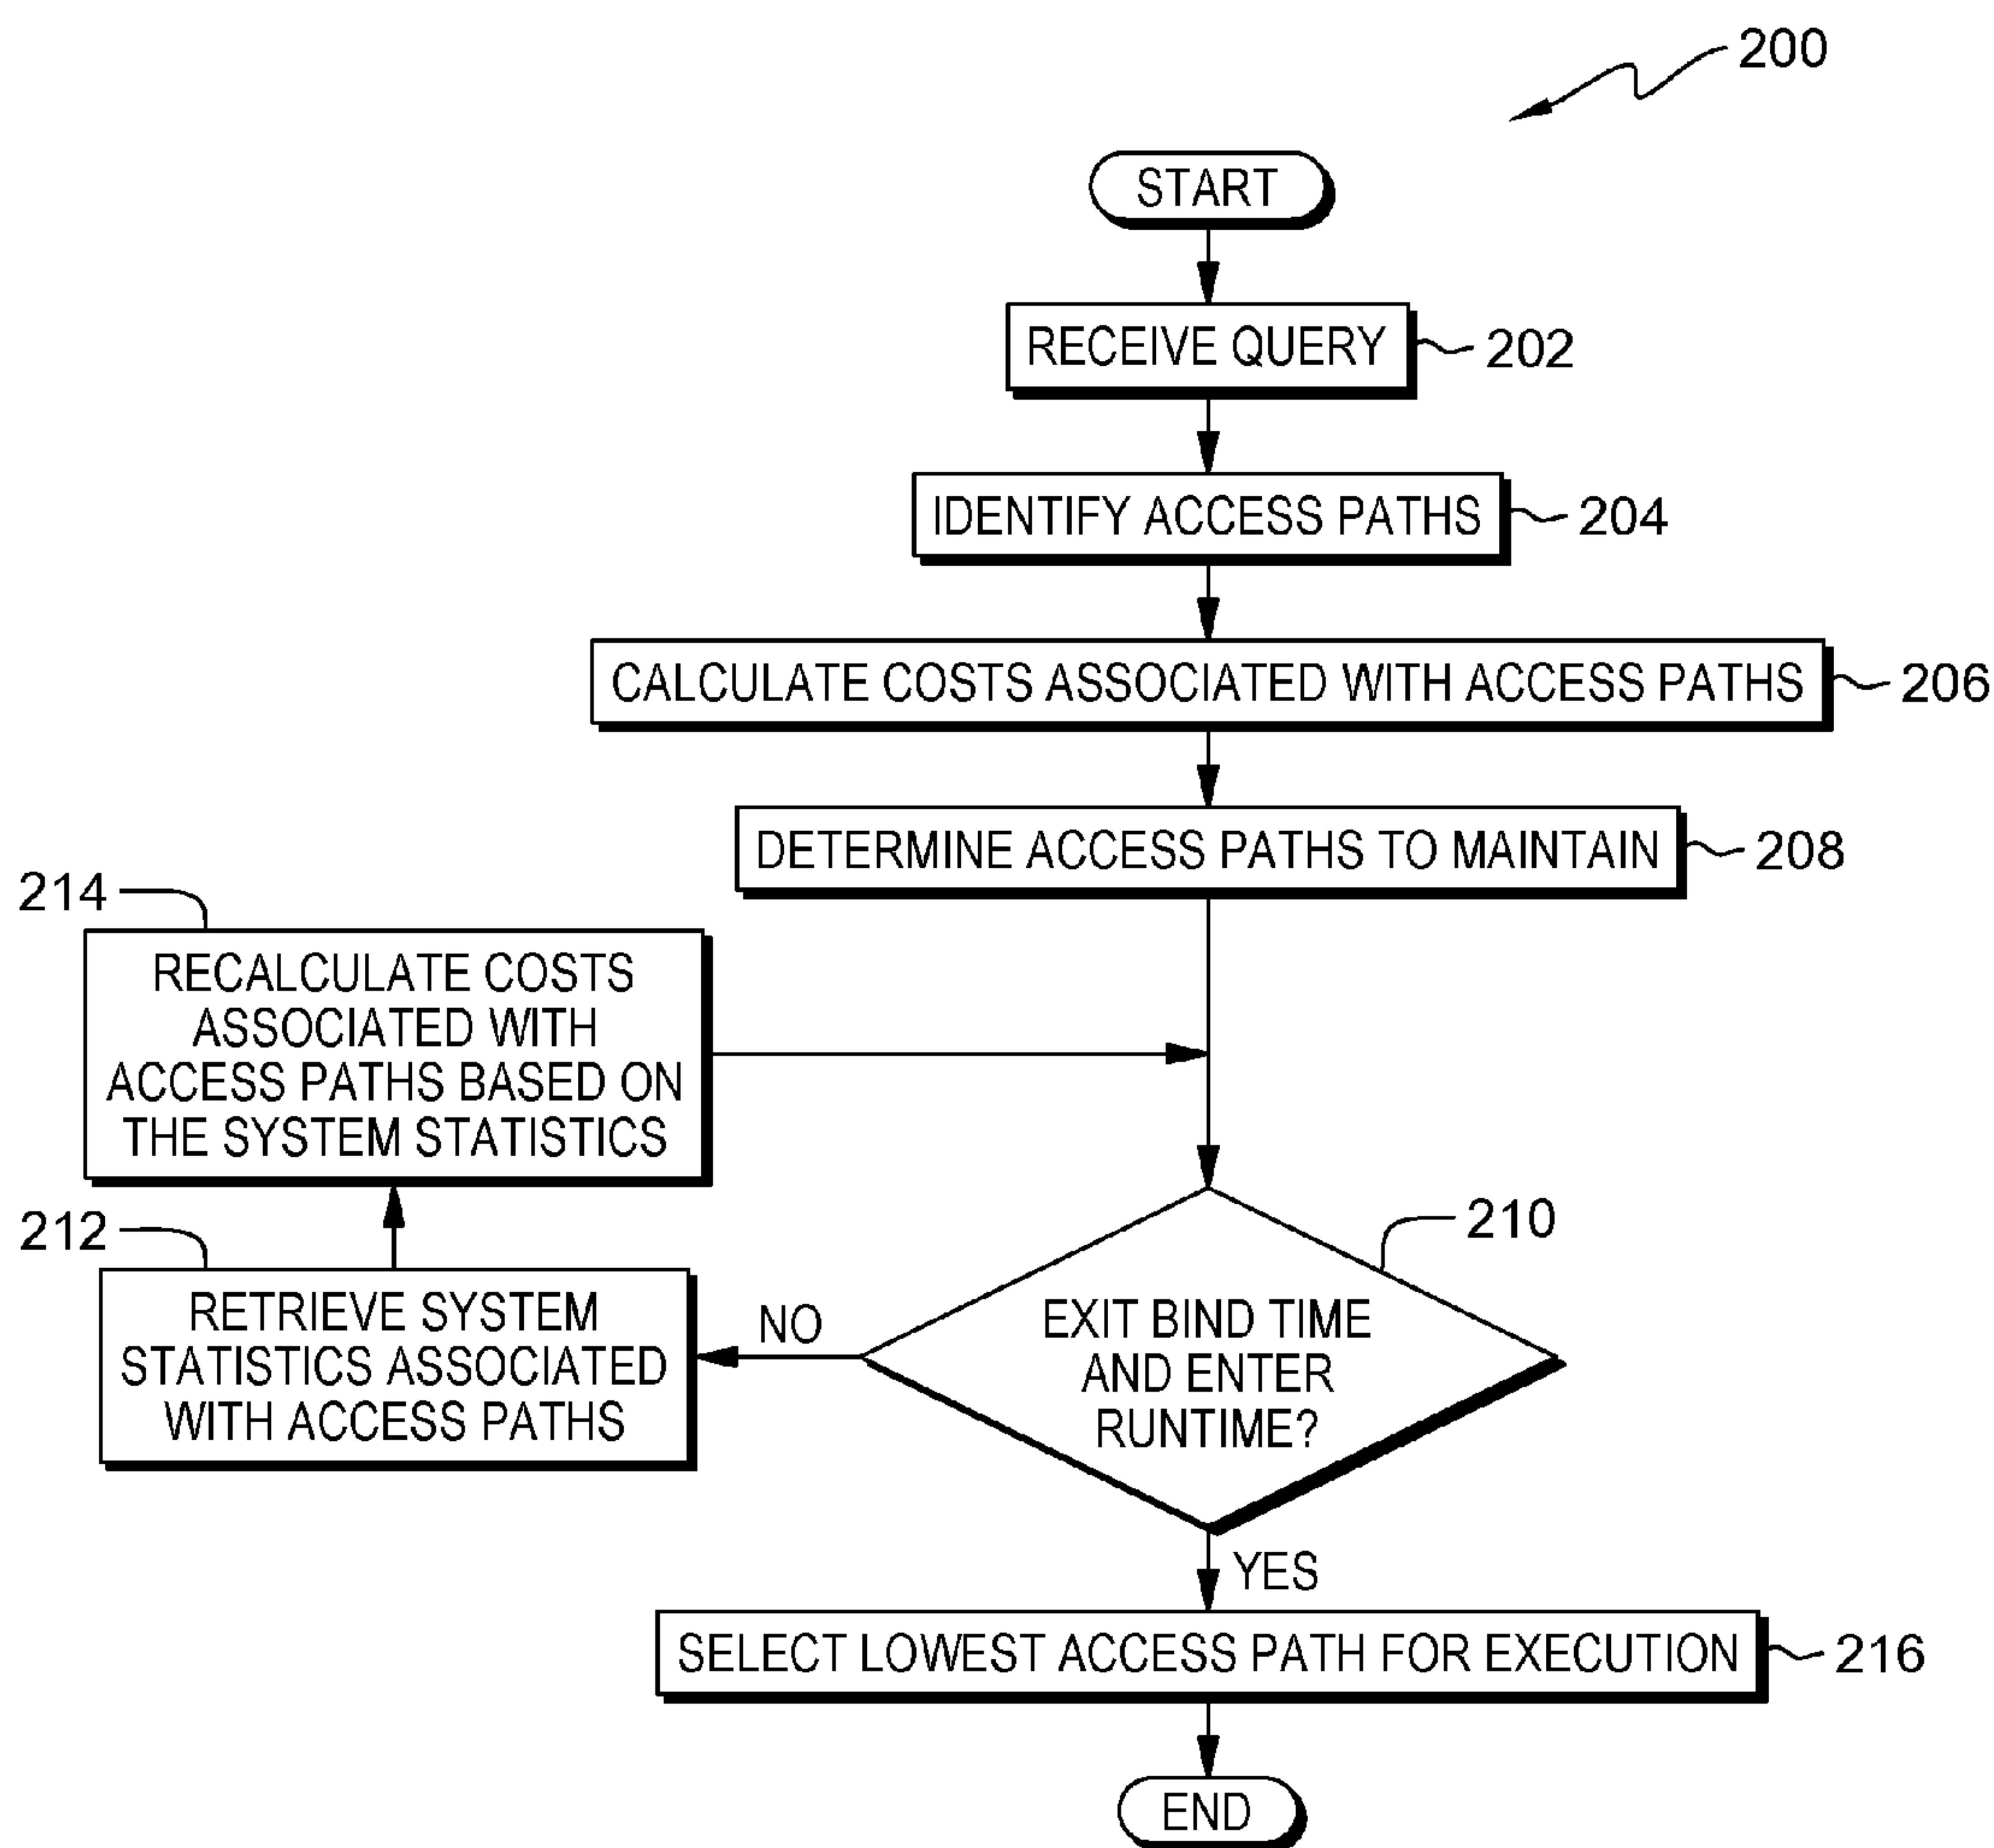 200
START
RECEIVE QUERY
202
IDENTIFY ACCESS PATHS
204
CALCULATE COSTS ASSOCIATED WITH ACCESS PATHS
206
DETERMINE ACCESS PATHS TO MAINTAIN
208
214
RECALCULATE COSTS
ASSOCIATED WITH
ACCESS PATHS BASED ON
THE SYSTEM STATISTICS
212
RETRIEVE SYSTEM
STATISTICS ASSOCIATED
WITH ACCESS PATHS
NO
210
EXIT BIND TIME
AND ENTER
RUNTIME?
YES
SELECT LOWEST ACCESS PATH FOR EXECUTION
216
END